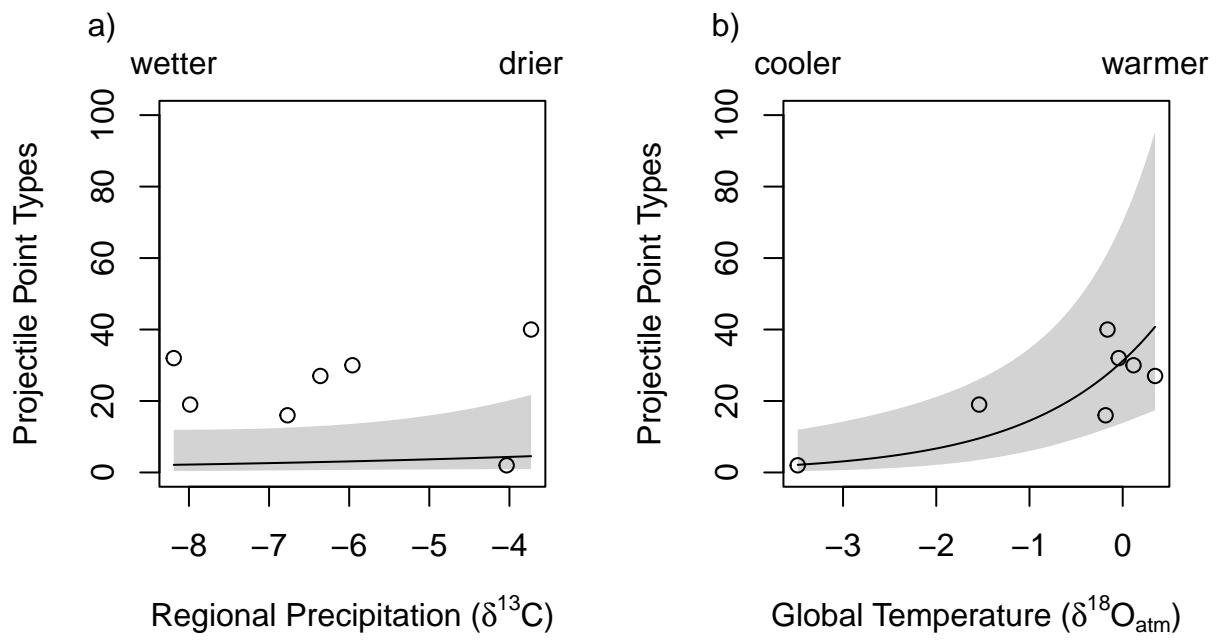 a)
wetter drier
Projectile Point Types
100
80
60
40
20
0
−8 −7 −6 −5 −4
Regional Precipitation (δ¹³C)
b)
cooler warmer
Projectile Point Types
100
80
60
40
20
0
−3 −2 −1 0
Global Temperature (δ¹⁸Oatm)